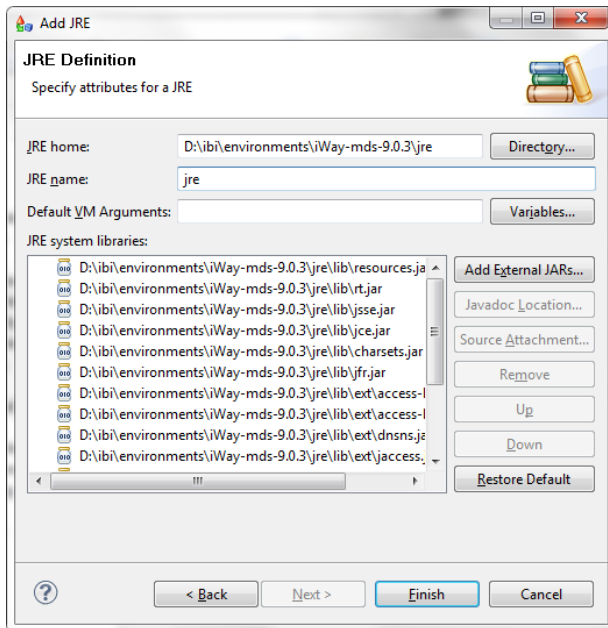 Add JRE
JRE Definition
Specify attributes for a JRE
JRE home: D:\ibi\environments\iWay-mds-9.0.3\jre Directory...
JRE name: jre
Default VM Arguments: Variables...
JRE system libraries:
D:\ibi\environments\iWay-mds-9.0.3\jre\lib\resources.ja
D:\ibi\environments\iWay-mds-9.0.3\jre\lib\rt.jar
D:\ibi\environments\iWay-mds-9.0.3\jre\lib\jsse.jar
D:\ibi\environments\iWay-mds-9.0.3\jre\lib\jce.jar
D:\ibi\environments\iWay-mds-9.0.3\jre\lib\charsets.jar
D:\ibi\environments\iWay-mds-9.0.3\jre\lib\jfr.jar
D:\ibi\environments\iWay-mds-9.0.3\jre\lib\ext\access-
D:\ibi\environments\iWay-mds-9.0.3\jre\lib\ext\access-
D:\ibi\environments\iWay-mds-9.0.3\jre\lib\ext\dnsns.ja
D:\ibi\environments\iWay-mds-9.0.3\jre\lib\ext\jaccess.
Add External JARs...
Javadoc Location...
Source Attachment...
Remove
Up
Down
Restore Default
? < Back Next > Finish Cancel